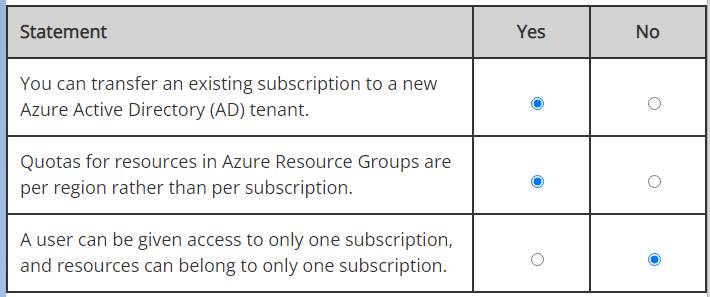 Statement Yes No
You can transfer an existing subscription to a new
Azure Active Directory (AD) tenant.
Quotas for resources in Azure Resource Groups are
per region rather than per subscription.
A user can be given access to only one subscription,
and resources can belong to only one subscription.